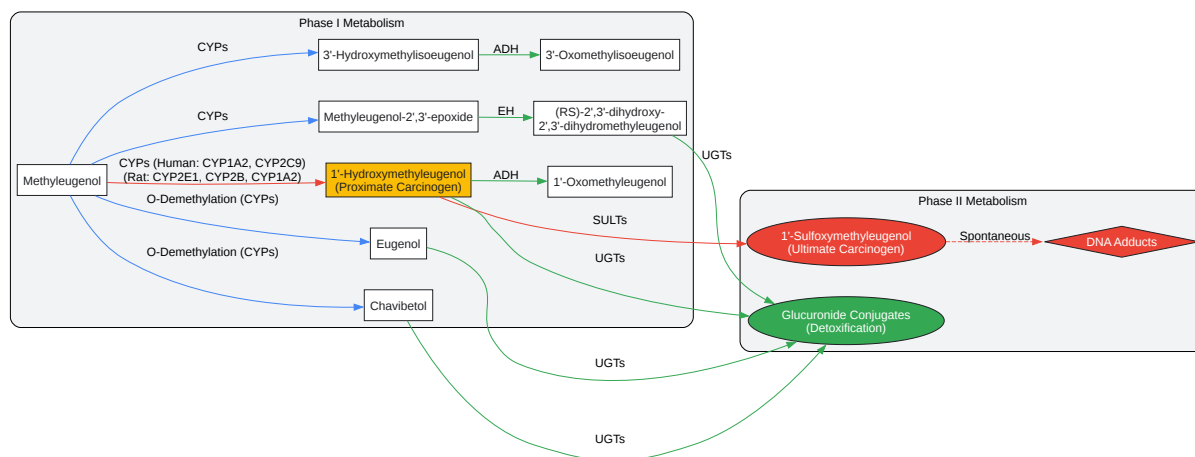 Phase I Metabolism
CYPs
3'-Hydroxymethylisoeugenol
ADH
3'-Oxomethylisoeugenol
CYPs
Methyleugenol-2',3'-epoxide
EH
(RS)-2',3'-dihydroxy-
2',3'-dihydromethyleugenol
UGTs
Methyleugenol
CYPs (Human: CYP1A2, CYP2C9)
(Rat: CYP2E1, CYP2B, CYP1A2)
1'-Hydroxymethyleugenol
(Proximate Carcinogen)
ADH
1'-Oxomethyleugenol
O-Demethylation (CYPs)
Eugenol
O-Demethylation (CYPs)
Chavibetol
SULTs
UGTs
UGTs
UGTs
Phase II Metabolism
1'-Sulfoxymethyleugenol
(Ultimate Carcinogen)
Spontaneous
DNA Adducts
Glucuronide Conjugates
(Detoxification)